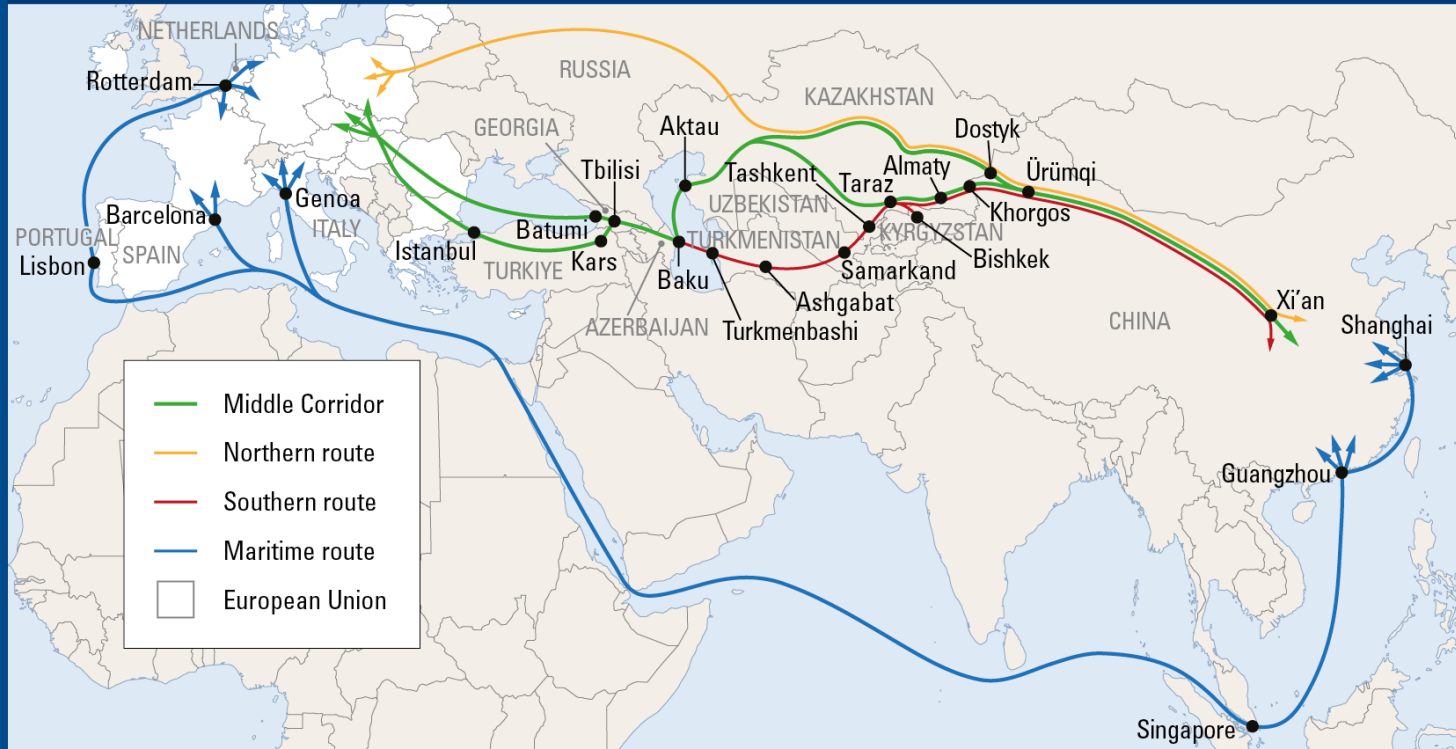 NETHERLANDS
Rotterdam
RUSSIA
KAZAKHSTAN
GEORGIA
Aktau
Dostyk
Tbilisi
Tashkent
Taraz
Almaty
Ürümqi
Genoa
UZBEKISTAN
Barcelona
ITALY
Batumi
Khorgos
PORTUGAL
SPAIN
Istanbul
TURKMENISTAN
KYRGYZSTAN
Lisbon
TURKIYE
Kars
Baku
Samarkand
Bishkek
Ashgabat
Xi’an
AZERBAIJAN
Turkmenbashi
CHINA
Shanghai
Middle Corridor
Northern route
Guangzhou
Southern route
Maritime route
European Union
Singapore